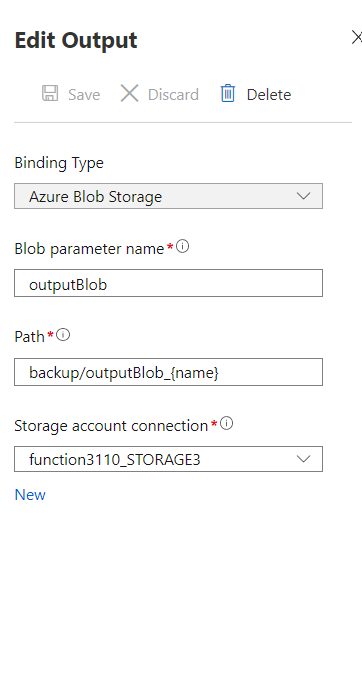 Edit Output
Save Discard Delete
Binding Type
Azure Blob Storage
Blob parameter name*
outputBlob
Path*
backup/outputBlob_{name}
Storage account connection*
function3110_STORAGE3
New